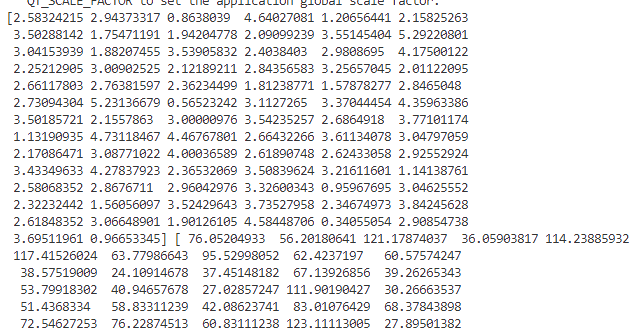 QT_SCALE_FACTOR to set the application global scale factor.
[2.58324215 2.94373317 0.8638039  4.64027081 1.20656441 2.15825263
3.50288142 1.75471191 1.94204778 2.09099239 3.55145404 5.29220801
3.04153939 1.88207455 3.53905832 2.4038403  2.9808695  4.17500122
2.25212905 3.00902525 2.12189211 2.84356583 3.25657045 2.01122095
2.66117803 2.76381597 2.36234499 1.81238771 1.57878277 2.8465048
2.73094304 5.23136679 0.56523242 3.1127265  3.37044454 4.35963386
3.50185721 2.1557863  3.00000976 3.54235257 2.6864918  3.77101174
1.13190935 4.73118467 4.46767801 2.66432266 3.61134078 3.04797059
2.17086471 3.08771022 4.00036589 2.61890748 2.62433058 2.92552924
3.43349633 4.27837923 2.36532069 3.50839624 3.21611601 1.14138761
2.58068352 2.8676711  2.96042976 3.32600343 0.95967695 3.04625552
2.32232442 1.56056097 3.52429643 3.73527958 2.34674973 3.84245628
2.61848352 3.06648901 1.90126105 4.58448706 0.34055054 2.90854738
3.69511961 0.96653345] [ 76.05204933  56.20180641 121.17874037  36.05903817 114.23885932
117.41526024  63.77986643  95.52998052  62.4237197   60.57574247
38.57519009  24.10914678  37.45148182  67.13926856  39.26265343
53.79918302  40.94657678  27.02857247 111.90190427  30.26663537
51.4368334   58.83311239  42.08623741  83.01076429  68.37843898
72.54627253  76.22874513  60.83111238 123.11113005  27.89501382